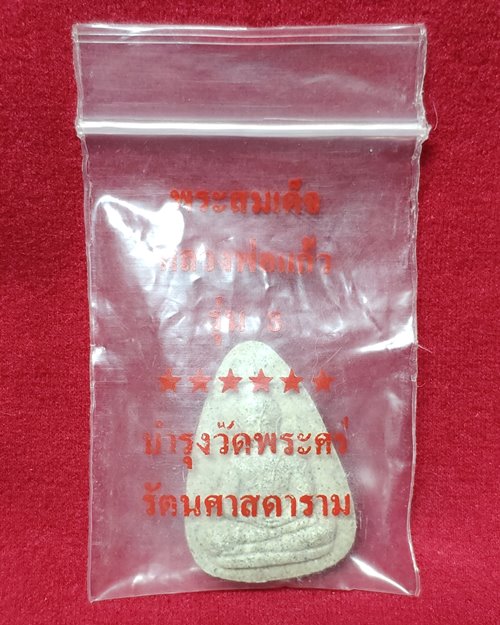 พระสมเด็จ
หลวงพ่อแก้ว
รุ่น ร
★★★★★★
บำรุงวัดพระศรี
รัตนศาสดาราม